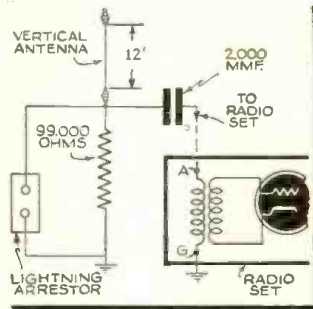 VERTICAL
ANTENNA
12'
2,000
MMF.
TO
RADIO
SET
99,000
OHMS
A
G
LIGHTNING
ARRESTOR
RADIO
SET